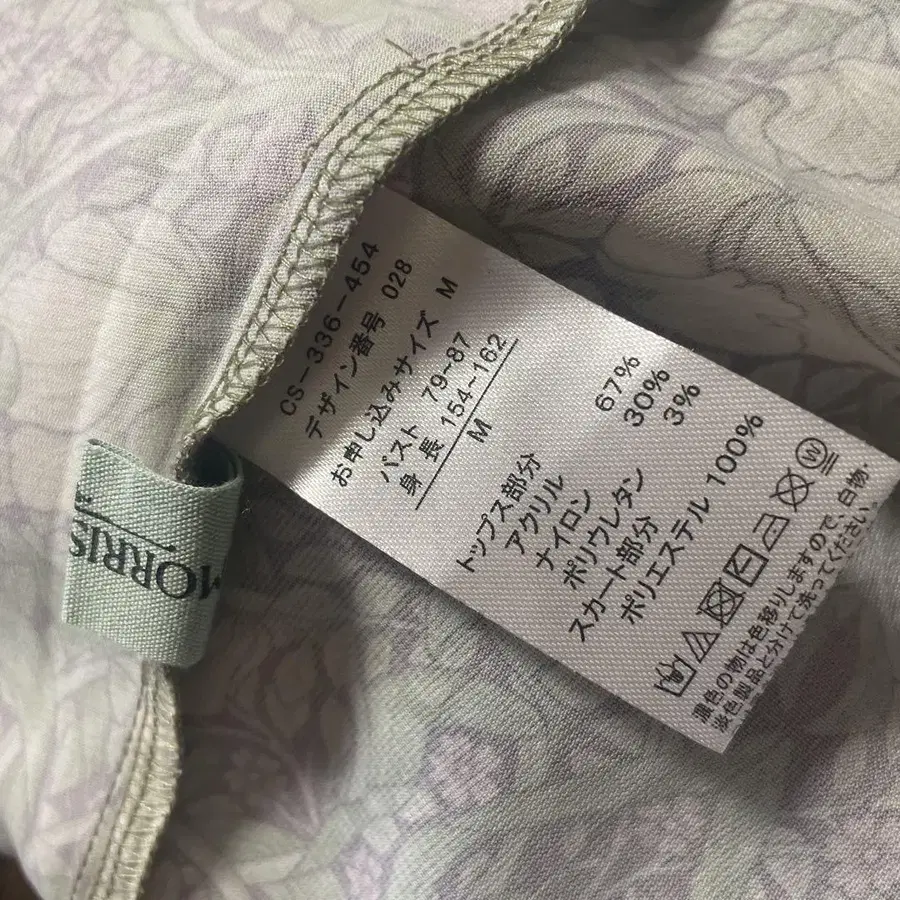 CS-336-454
デザイン番号 028
お申し込みサイズ M
バスト 79~87
身 長 154~162
M
トップス部分
アクリル 67%
ナイロン 30%
ポリウレタン 3%
スカート部分
ポリエステル 100%
濃色の物は色移りしますので、白物・
淡色製品と分けて洗ってください。
MORRIS